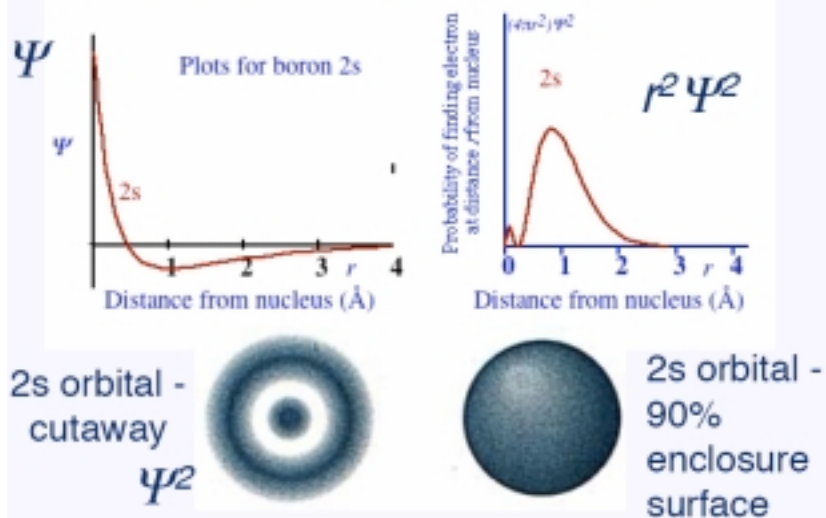 Ψ
Plots for boron 2s
Ψ
2s
1 2 3 r 4
Distance from nucleus (Å)
(4πr²)Ψ²
Probability of finding electron
at distance r from nucleus
2s
r²Ψ²
0 1 2 3 r 4
Distance from nucleus (Å)
2s orbital -
cutaway
Ψ²
2s orbital -
90%
enclosure
surface